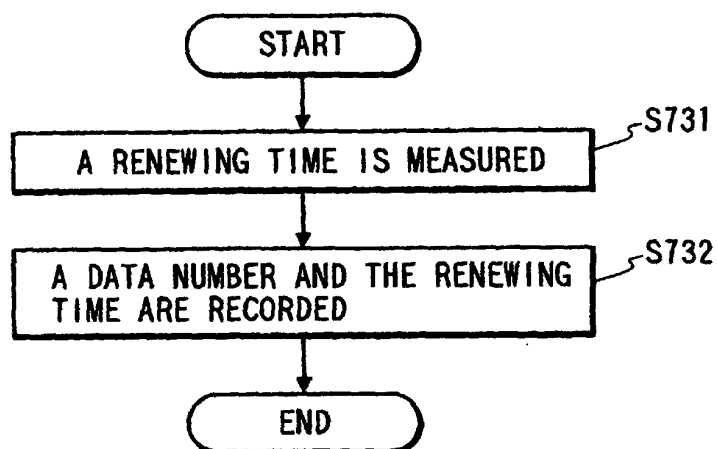 START
A RENEWING TIME IS MEASURED
S731
A DATA NUMBER AND THE RENEWING
TIME ARE RECORDED
S732
END